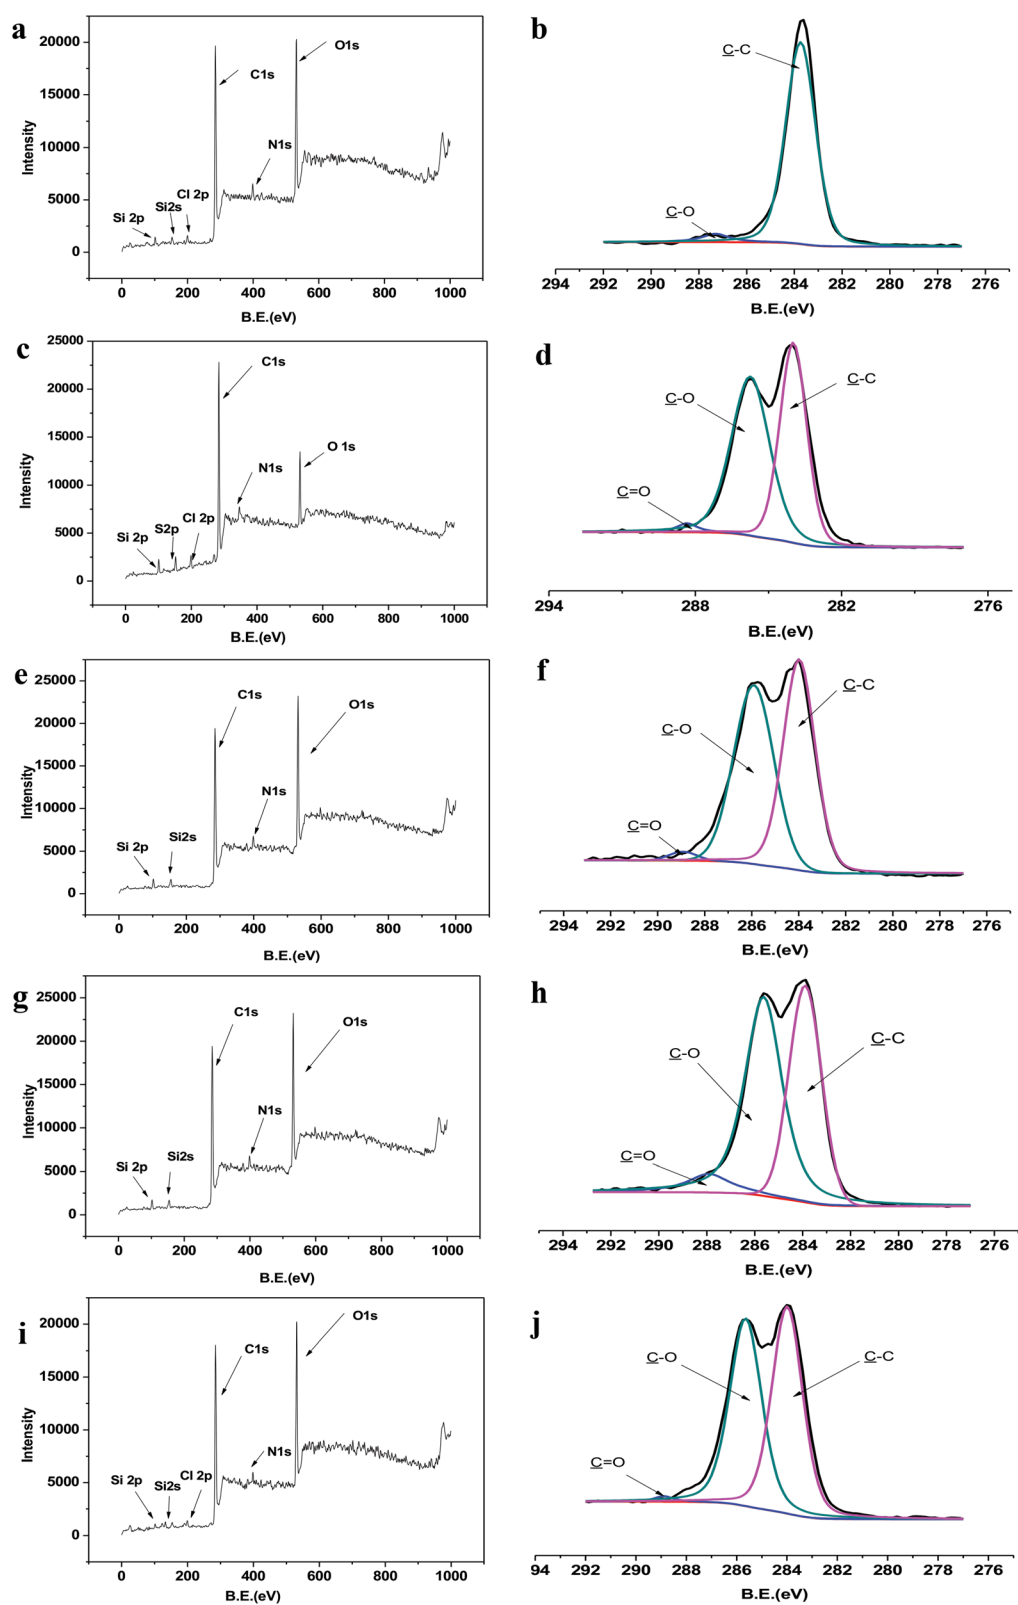 a
20000
15000
10000
5000
0
Intensity
C1s
O1s
N1s
Si 2p
Si2s
Cl 2p
0 200 400 600 800 1000
B.E.(eV)
b
C-C
C-O
294 292 290 288 286 284 282 280 278 276
B.E.(eV)
c
25000
20000
15000
10000
5000
0
Intensity
C1s
O 1s
N1s
Si 2p
S2p
Cl 2p
0 200 400 600 800 1000
B.E.(eV)
d
C-O
C-C
C=O
294 288 282 276
B.E.(eV)
e
25000
20000
15000
10000
5000
0
Intensity
C1s
O1s
N1s
Si 2p
Si2s
0 200 400 600 800 1000
B.E.(eV)
f
C-C
C-O
C=O
294 292 290 288 286 284 282 280 278 276
B.E.(eV)
g
25000
20000
15000
10000
5000
0
Intensity
C1s
O1s
N1s
Si 2p
Si2s
0 200 400 600 800 1000
B.E.(eV)
h
C-C
C-O
C=O
294 292 290 288 286 284 282 280 278 276
B.E.(eV)
i
20000
15000
10000
5000
0
Intensity
C1s
O1s
N1s
Si 2p
Si2s
Cl 2p
0 200 400 600 800 1000
B.E.(eV)
j
C-O
C-C
C=O
94 292 290 288 286 284 282 280 278 276
B.E.(eV)